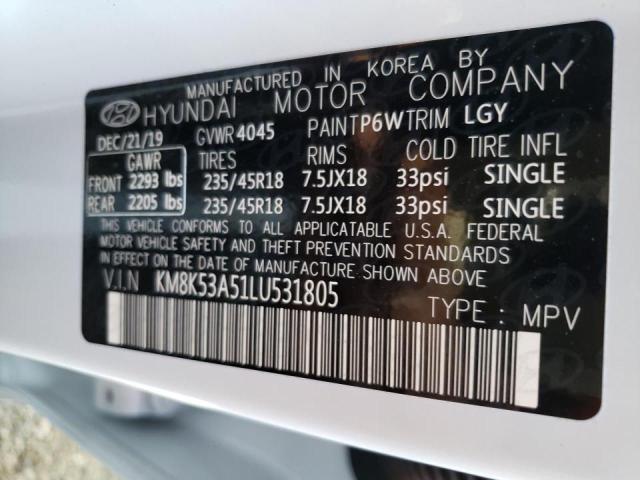 MANUFACTURED IN KOREA BY
HYUNDAI MOTOR COMPANY
DEC/21/19 GVWR 4045 PAINT P6W TRIM LGY
GAWR TIRES RIMS COLD TIRE INFL
FRONT 2293 lbs 235/45R18 7.5JX18 33psi SINGLE
REAR 2205 lbs 235/45R18 7.5JX18 33psi SINGLE
THIS VEHICLE CONFORMS TO ALL APPLICATABLE U.S.A. FEDERAL
MOTOR VEHICLE SAFETY AND THEFT PREVENTION STANDARDS
IN EFFECT ON THE DATE OF MANUFACTURE SHOWN ABOVE
V.I.N KM8K53A51LU531805
TYPE : MPV